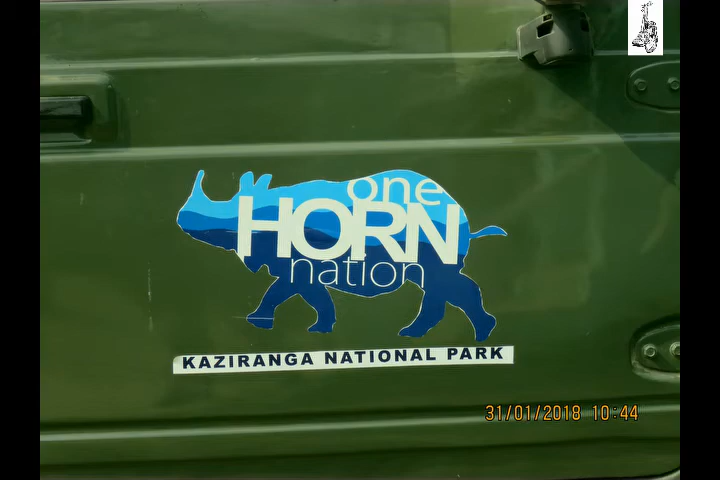 one
HORN
nation
KAZIRANGA NATIONAL PARK
31/01/2018 10:44